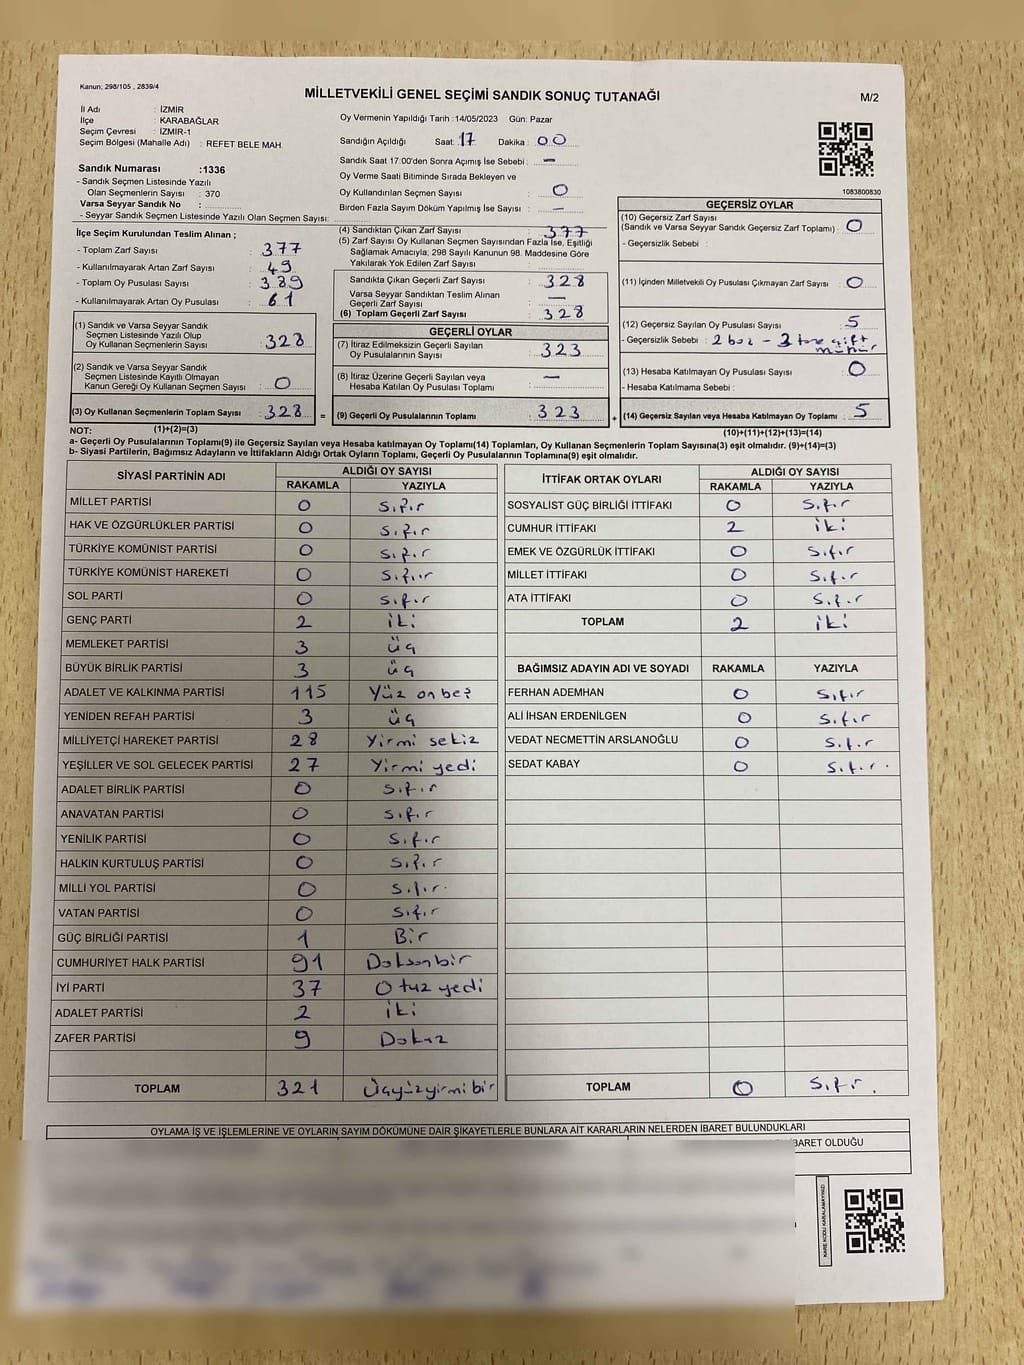 Kanun; 298/105 , 2839/4
MİLLETVEKİLİ GENEL SEÇİMİ SANDIK SONUÇ TUTANAĞI
M/2
İl Adı : İZMİR
İlçe : KARABAĞLAR
Seçim Çevresi : İZMİR-1
Seçim Bölgesi (Mahalle Adı) : REFET BELE MAH
Sandık Numarası :1336
- Sandık Seçmen Listesinde Yazılı
Olan Seçmenlerin Sayısı : 370
Varsa Seyyar Sandık No :
- Seyyar Sandık Seçmen Listesinde Yazılı Olan Seçmen Sayısı:
Oy Vermenin Yapıldığı Tarih :14/05/2023 Gün: Pazar
Sandığın Açıldığı Saat: 17 Dakika : 00
Sandık Saat 17:00'den Sonra Açımış İse Sebebi : —
Oy Verme Saati Bitiminde Sırada Bekleyen ve
Oy Kullandırılan Seçmen Sayısı : 0
Birden Fazla Sayım Döküm Yapılmış İse Sayısı : —
1083800830
İlçe Seçim Kurulundan Teslim Alınan ;
- Toplam Zarf Sayısı : 377
- Kullanılmayarak Artan Zarf Sayısı : 49
- Toplam Oy Pusulası Sayısı : 389
- Kullanılmayarak Artan Oy Pusulası : 61
(1) Sandık ve Varsa Seyyar Sandık
Seçmen Listesinde Yazılı Olup
Oy Kullanan Seçmenlerin Sayısı : 328
(2) Sandık ve Varsa Seyyar Sandık
Seçmen Listesinde Kayıtlı Olmayan
Kanun Gereği Oy Kullanan Seçmen Sayısı : 0
(3) Oy Kullanan Seçmenlerin Toplam Sayısı : 328 =
(1)+(2)=(3)
(4) Sandıktan Çıkan Zarf Sayısı : 377
(5) Zarf Sayısı Oy Kullanan Seçmen Sayısından Fazla İse, Eşitliği
Sağlamak Amacıyla; 298 Sayılı Kanunun 98. Maddesine Göre
Yakılarak Yok Edilen Zarf Sayısı :
Sandıkta Çıkan Geçerli Zarf Sayısı : 328
Varsa Seyyar Sandıktan Teslim Alınan
Geçerli Zarf Sayısı : —
(6) Toplam Geçerli Zarf Sayısı : 328
GEÇERLİ OYLAR
(7) İtiraz Edilmeksizin Geçerli Sayılan
Oy Pusulalarının Sayısı : 323
(8) İtiraz Üzerine Geçerli Sayılan veya
Hesaba Katılan Oy Pusulası Toplamı : —
(9) Geçerli Oy Pusulalarının Toplamı : 323 +
GEÇERSİZ OYLAR
(10) Geçersiz Zarf Sayısı
(Sandık ve Varsa Seyyar Sandık Geçersiz Zarf Toplamı) : 0
- Geçersizlik Sebebi :
(11) İçinden Milletvekili Oy Pusulası Çıkmayan Zarf Sayısı : 0
(12) Geçersiz Sayılan Oy Pusulası Sayısı : 5
- Geçersizlik Sebebi : 2 boş - 3 çift mühür
(13) Hesaba Katılmayan Oy Pusulası Sayısı : 0
- Hesaba Katılmama Sebebi :
(14) Geçersiz Sayılan veya Hesaba Katılmayan Oy Toplamı : 5
(10)+(11)+(12)+(13)=(14)
NOT:
a- Geçerli Oy Pusulalarının Toplamı(9) ile Geçersiz Sayılan veya Hesaba katılmayan Oy Toplamı(14) Toplamları, Oy Kullanan Seçmenlerin Toplam Sayısına(3) eşit olmalıdır. (9)+(14)=(3)
b- Siyasi Partilerin, Bağımsız Adayların ve İttifakların Aldığı Ortak Oyların Toplamı, Geçerli Oy Pusulalarının Toplamına(9) eşit olmalıdır.
SİYASİ PARTİNİN ADI ALDIĞI OY SAYISI
RAKAMLA YAZIYLA
MİLLET PARTİSİ 0 Sıfır
HAK VE ÖZGÜRLÜKLER PARTİSİ 0 Sıfır
TÜRKİYE KOMÜNİST PARTİSİ 0 Sıfır
TÜRKİYE KOMÜNİST HAREKETİ 0 Sıfır
SOL PARTİ 0 Sıfır
GENÇ PARTİ 2 iki
MEMLEKET PARTİSİ 3 üç
BÜYÜK BİRLİK PARTİSİ 3 üç
ADALET VE KALKINMA PARTİSİ 115 Yüz onbeş
YENİDEN REFAH PARTİSİ 3 üç
MİLLİYETÇİ HAREKET PARTİSİ 28 Yirmi sekiz
YEŞİLLER VE SOL GELECEK PARTİSİ 27 Yirmi yedi
ADALET BİRLİK PARTİSİ 0 Sıfır
ANAVATAN PARTİSİ 0 Sıfır
YENİLİK PARTİSİ 0 Sıfır
HALKIN KURTULUŞ PARTİSİ 0 Sıfır
MİLLİ YOL PARTİSİ 0 Sıfır
VATAN PARTİSİ 0 Sıfır
GÜÇ BİRLİĞİ PARTİSİ 1 Bir
CUMHURİYET HALK PARTİSİ 91 Doksanbir
İYİ PARTİ 37 Otuz yedi
ADALET PARTİSİ 2 iki
ZAFER PARTİSİ 9 Dokuz
TOPLAM 321 Üçyüzyirmibir
İTTİFAK ORTAK OYLARI ALDIĞI OY SAYISI
RAKAMLA YAZIYLA
SOSYALİST GÜÇ BİRLİĞİ İTTİFAKI 0 Sıfır
CUMHUR İTTİFAKI 2 iki
EMEK VE ÖZGÜRLÜK İTTİFAKI 0 Sıfır
MİLLET İTTİFAKI 0 Sıfır
ATA İTTİFAKI 0 Sıfır
TOPLAM 2 iki
BAĞIMSIZ ADAYIN ADI VE SOYADI RAKAMLA YAZIYLA
FERHAN ADEMHAN 0 Sıfır
ALİ İHSAN ERDENİLGEN 0 Sıfır
VEDAT NECMETTİN ARSLANOĞLU 0 Sıfır
SEDAT KABAY 0 Sıfır
TOPLAM 0 Sıfır
OYLAMA İŞ VE İŞLEMLERİNE VE OYLARIN SAYIM DÖKÜMÜNE DAİR ŞİKAYETLERLE BUNLARA AİT KARARLARIN NELERDEN İBARET BULUNDUKLARI
İBARET OLDUĞU
KARE KODU KARALAMAYINIZ!